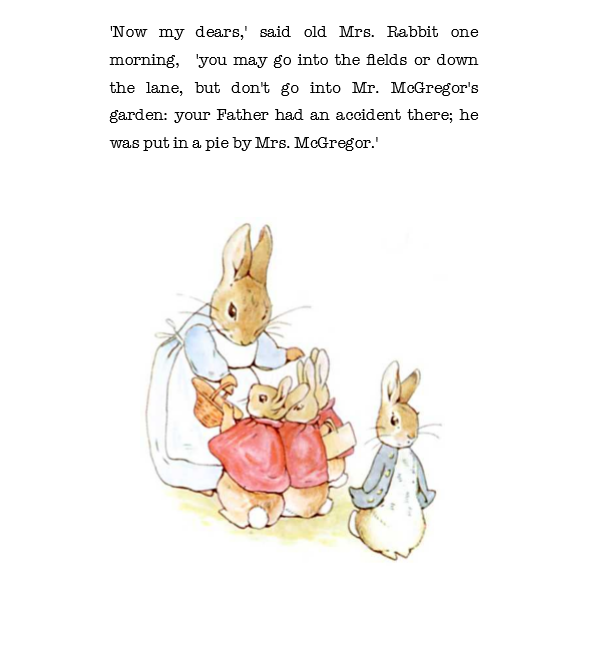 'Now my dears,' said old Mrs. Rabbit one
morning, 'you may go into the fields or down
the lane, but don't go into Mr. McGregor's
garden: your Father had an accident there; he
was put in a pie by Mrs. McGregor.'